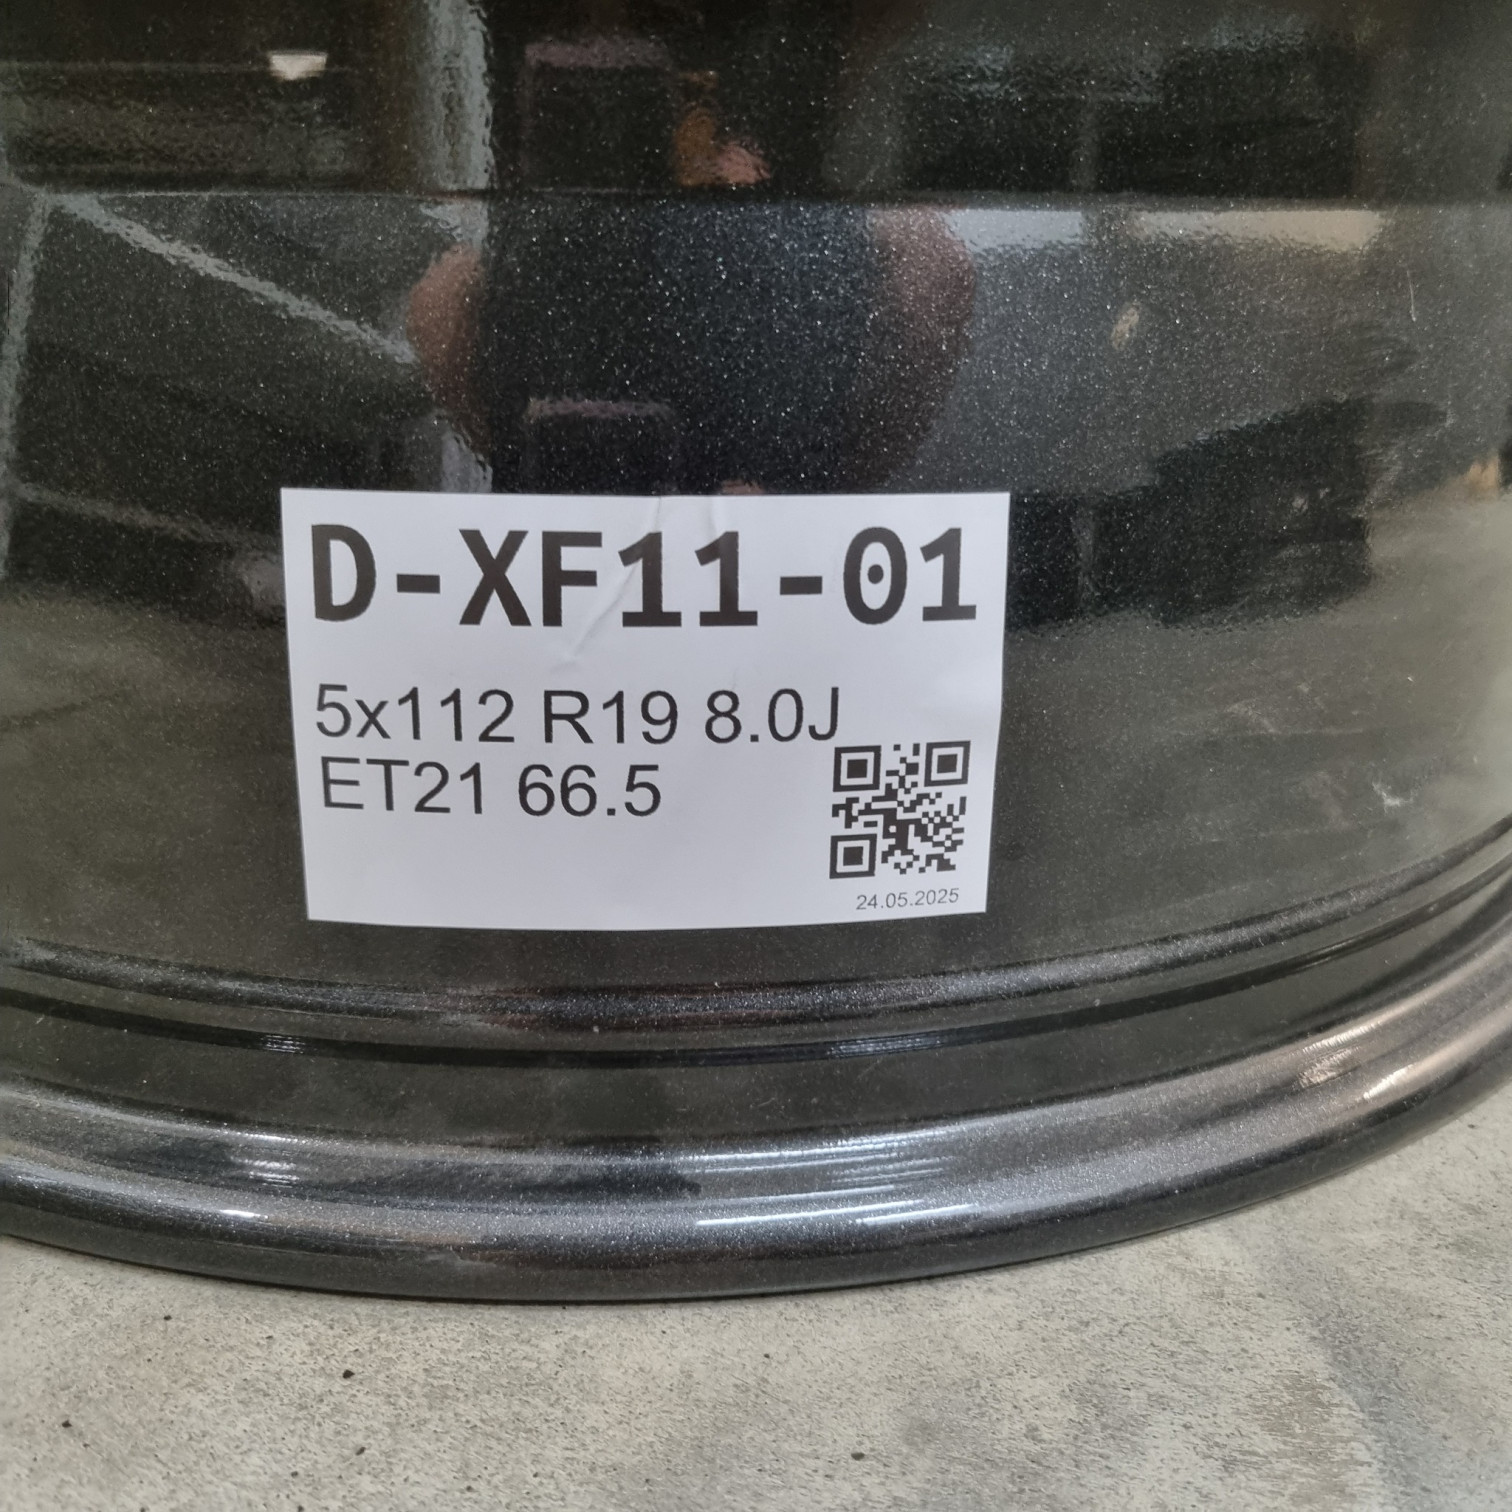 D-XF11-01
5x112 R19 8.0J
ET21 66.5
24.05.2025